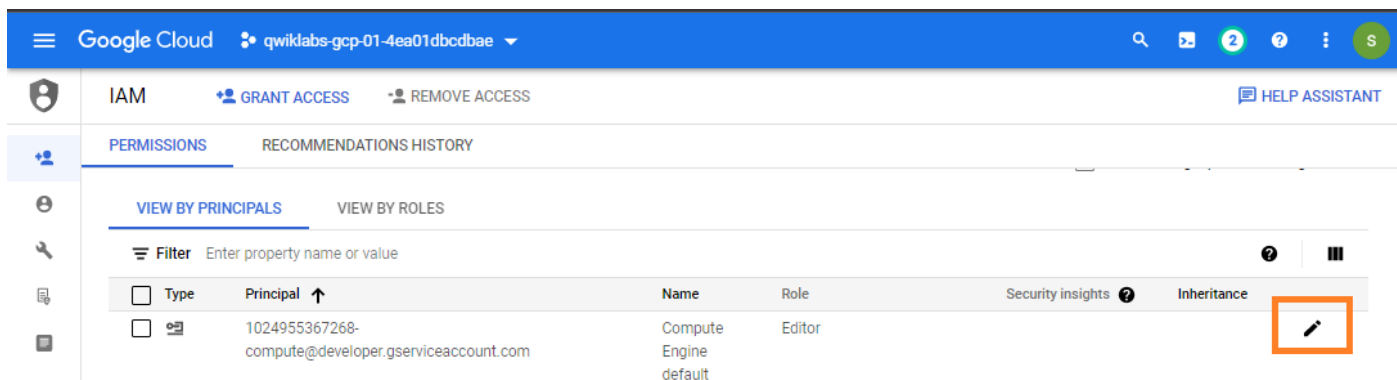 Google Cloud qwiklabs-gcp-01-4ea01dbcdbae 2 ? S
IAM GRANT ACCESS REMOVE ACCESS HELP ASSISTANT
PERMISSIONS RECOMMENDATIONS HISTORY
VIEW BY PRINCIPALS VIEW BY ROLES
Filter Enter property name or value ?
Type Principal Name Role Security insights ? Inheritance
1024955367268- Compute Editor
compute@developer.gserviceaccount.com Engine
default